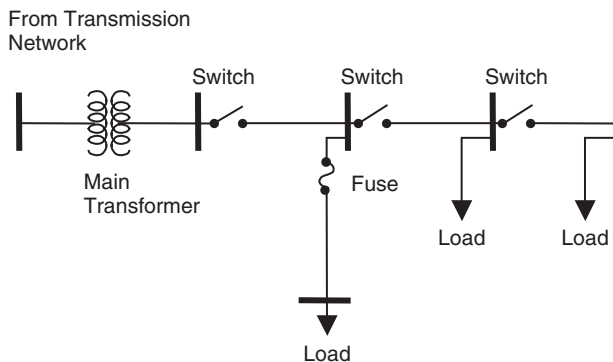 From Transmission
Network
Switch
Switch
Switch
Main
Transformer
Fuse
Load
Load
Load